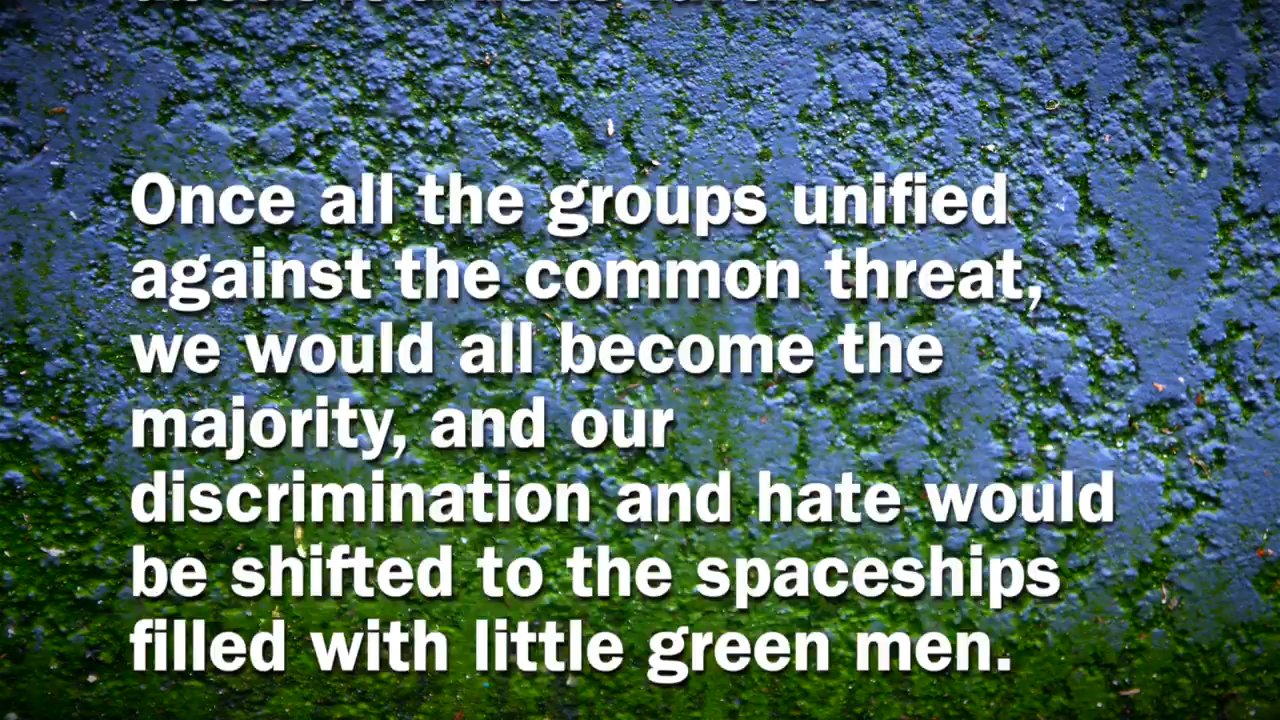 Once all the groups unified
against the common threat,
we would all become the
majority, and our
discrimination and hate would
be shifted to the spaceships
filled with little green men.